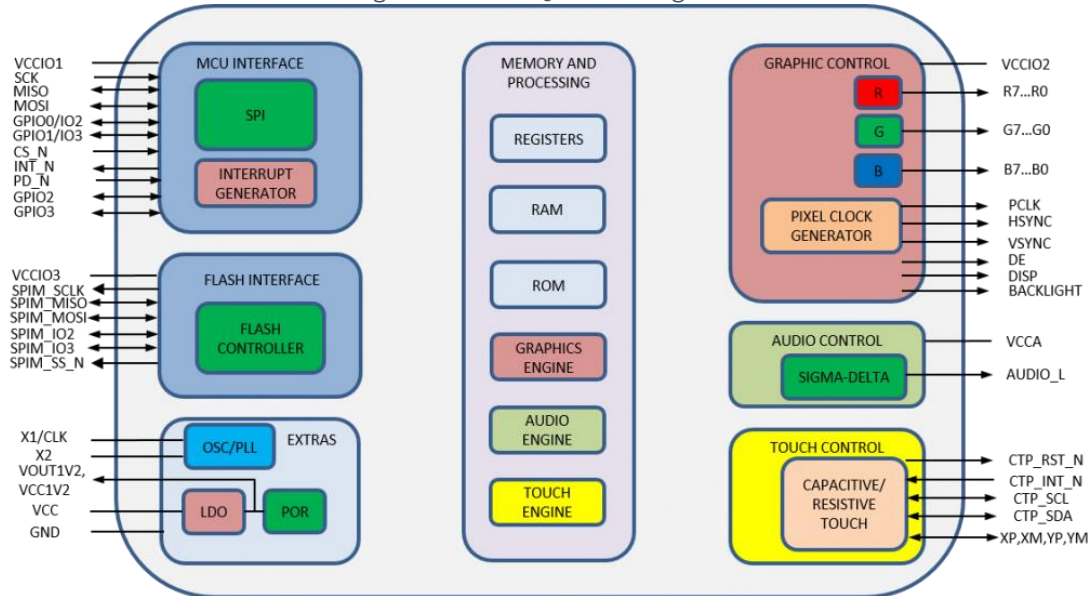 VCCIO1
SCK
MISO
MOSI
GPIO0/IO2
GPIO1/IO3
CS_N
INT_N
PD_N
GPIO2
GPIO3
MCU INTERFACE
SPI
INTERRUPT
GENERATOR
VCCIO3
SPIM_SCLK
SPIM_MISO
SPIM_MOSI
SPIM_IO2
SPIM_IO3
SPIM_SS_N
FLASH INTERFACE
FLASH
CONTROLLER
X1/CLK
X2
VOUT1V2,
VCC1V2
VCC
GND
OSC/PLL
EXTRAS
LDO
POR
MEMORY AND
PROCESSING
REGISTERS
RAM
ROM
GRAPHICS
ENGINE
AUDIO
ENGINE
TOUCH
ENGINE
GRAPHIC CONTROL
R
G
B
PIXEL CLOCK
GENERATOR
VCCIO2
R7...R0
G7...G0
B7...B0
PCLK
HSYNC
VSYNC
DE
DISP
BACKLIGHT
AUDIO CONTROL
SIGMA-DELTA
VCCA
AUDIO_L
TOUCH CONTROL
CAPACITIVE/
RESISTIVE
TOUCH
CTP_RST_N
CTP_INT_N
CTP_SCL
CTP_SDA
XP,XM,YP,YM